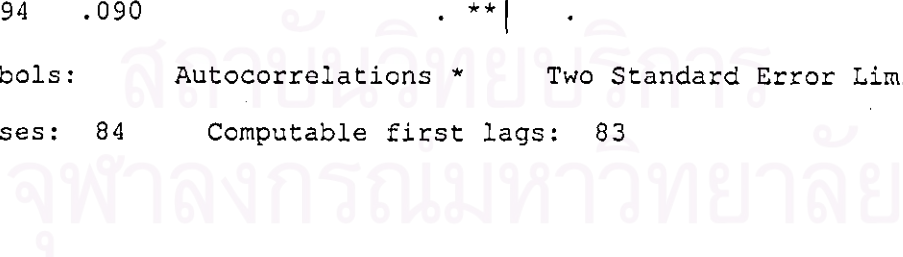 94 .090 . **| .
bols: Autocorrelations * Two Standard Error Lim
ses: 84 Computable first lags: 83
สถาบันวิทยบริการ
จุฬาลงกรณ์มหาวิทยาลัย